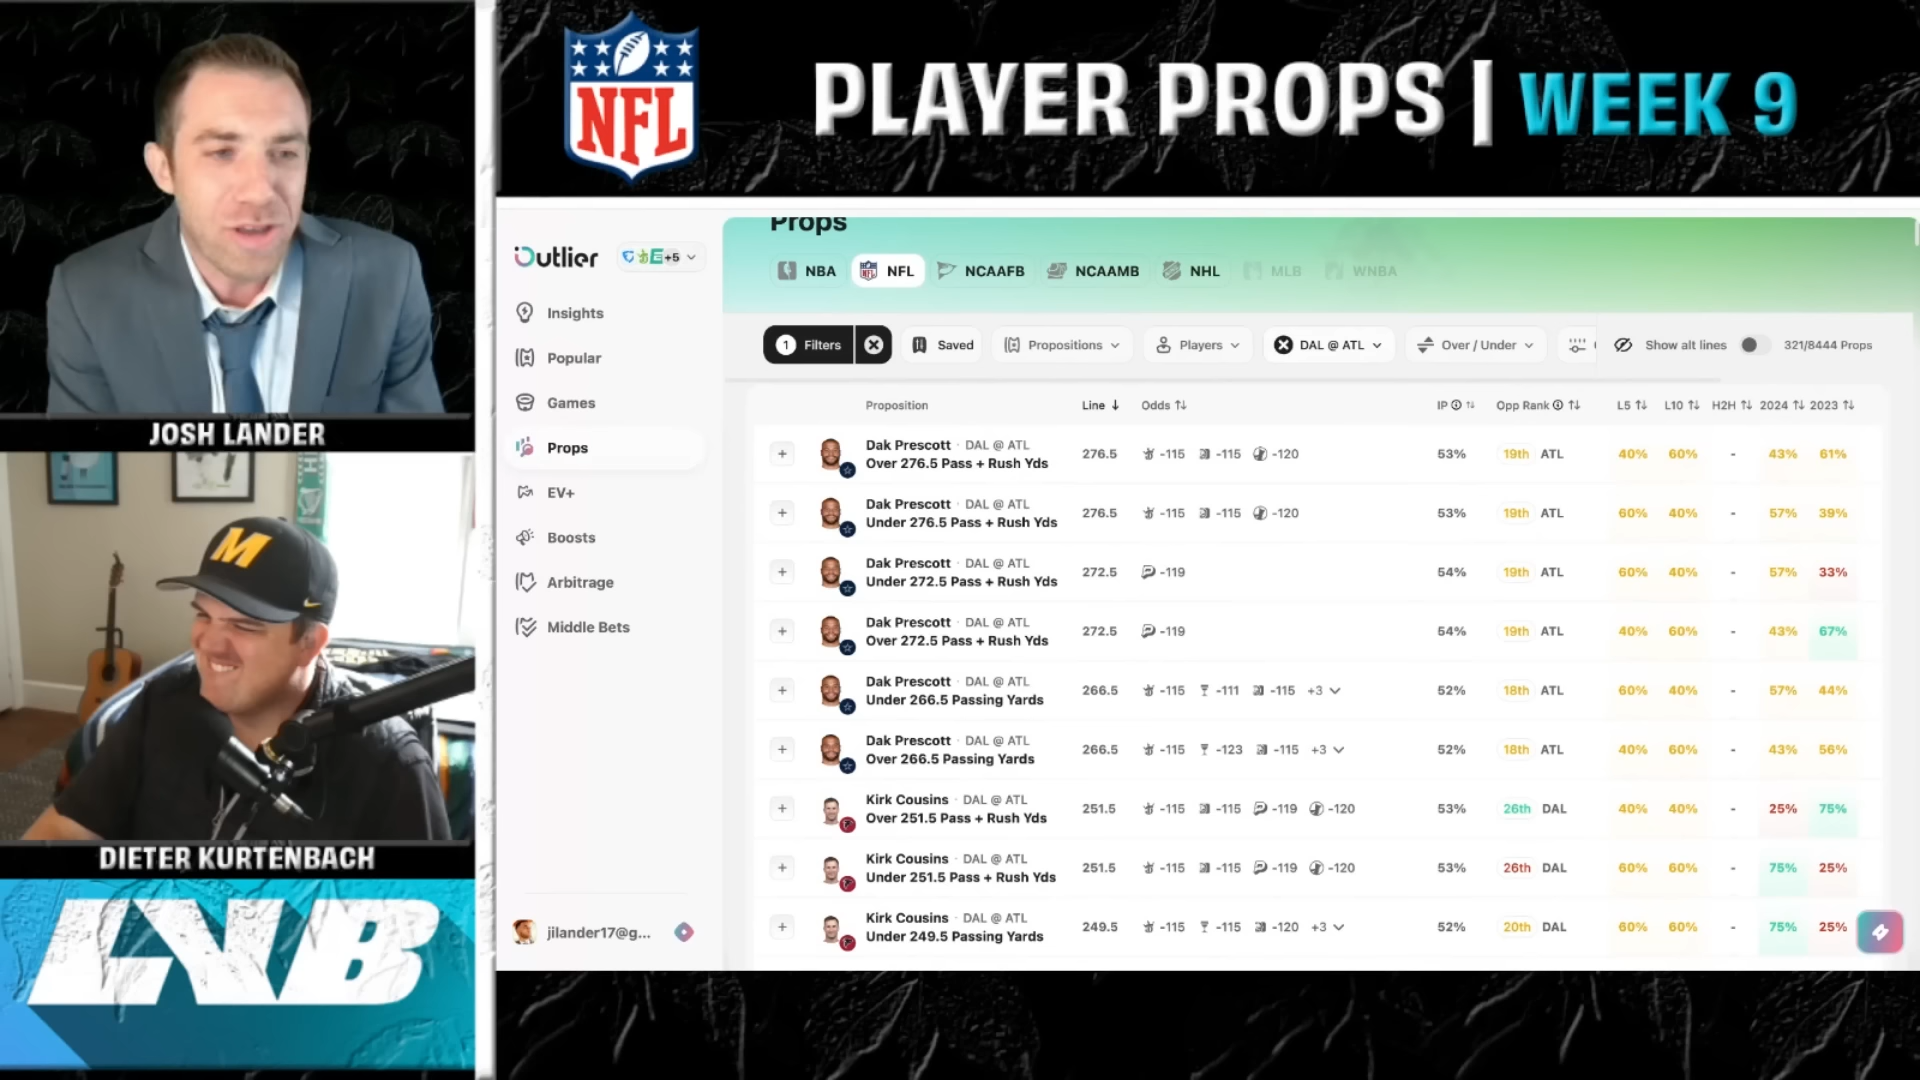 NFL
PLAYER PROPS | WEEK 9
JOSH LANDER
M
DIETER KURTENBACH
LVB
Outlier
+5
Insights
Popular
Games
Props
EV+
Boosts
Arbitrage
Middle Bets
jilander17@g...
Props
NBA NFL NCAAFB NCAAMB NHL MLB WNBA
1 Filters Saved Propositions Players DAL @ ATL Over / Under Show alt lines 321/8444 Props
Proposition Line Odds IP Opp Rank L5 L10 H2H 2024 2023
Dak Prescott · DAL @ ATL
Over 276.5 Pass + Rush Yds 276.5 -115 -115 -120 53% 19th ATL 40% 60% - 43% 61%
Dak Prescott · DAL @ ATL
Under 276.5 Pass + Rush Yds 276.5 -115 -115 -120 53% 19th ATL 60% 40% - 57% 39%
Dak Prescott · DAL @ ATL
Under 272.5 Pass + Rush Yds 272.5 -119 54% 19th ATL 60% 40% - 57% 33%
Dak Prescott · DAL @ ATL
Over 272.5 Pass + Rush Yds 272.5 -119 54% 19th ATL 40% 60% - 43% 67%
Dak Prescott · DAL @ ATL
Under 266.5 Passing Yards 266.5 -115 -111 -115 +3 52% 18th ATL 60% 40% - 57% 44%
Dak Prescott · DAL @ ATL
Over 266.5 Passing Yards 266.5 -115 -123 -115 +3 52% 18th ATL 40% 60% - 43% 56%
Kirk Cousins · DAL @ ATL
Over 251.5 Pass + Rush Yds 251.5 -115 -115 -119 -120 53% 26th DAL 40% 40% - 25% 75%
Kirk Cousins · DAL @ ATL
Under 251.5 Pass + Rush Yds 251.5 -115 -115 -119 -120 53% 26th DAL 60% 60% - 75% 25%
Kirk Cousins · DAL @ ATL
Under 249.5 Passing Yards 249.5 -115 -115 -120 +3 52% 20th DAL 60% 60% - 75% 25%